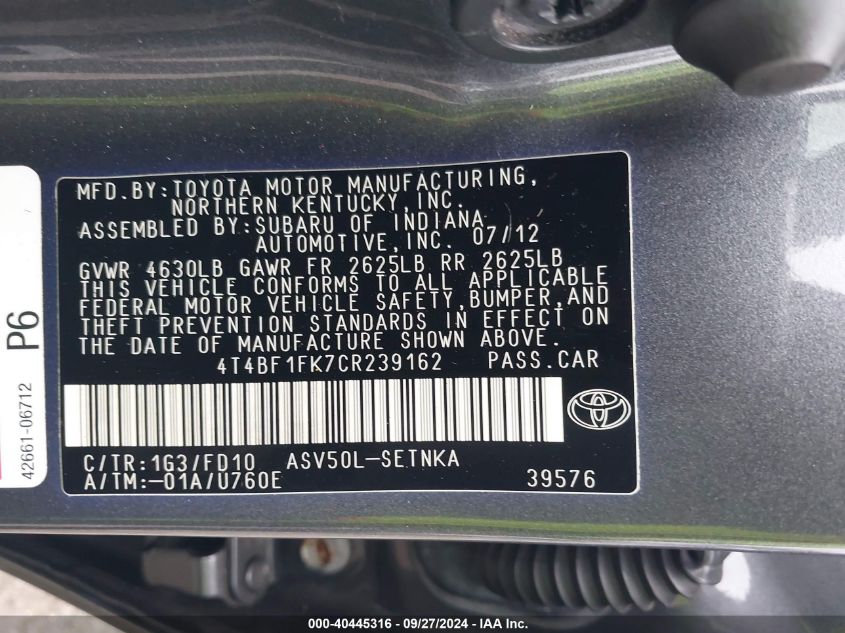 MFD.BY:TOYOTA MOTOR MANUFACTURING,
NORTHERN KENTUCKY,INC.
ASSEMBLED BY:SUBARU OF INDIANA
AUTOMOTIVE,INC. 07/12
GVWR 4630LB GAWR FR 2625LB RR 2625LB
THIS VEHICLE CONFORMS TO ALL APPLICABLE
FEDERAL MOTOR VEHICLE SAFETY,BUMPER,AND
THEFT PREVENTION STANDARDS IN EFFECT ON
THE DATE OF MANUFACTURE SHOWN ABOVE.
4T4BF1FK7CR239162 PASS.CAR
C/TR:1G3/FD10 ASV50L-SETNKA
A/TM:-01A/U760E 39576
P6
42661-06712
000-40445316 - 09/27/2024 - IAA Inc.